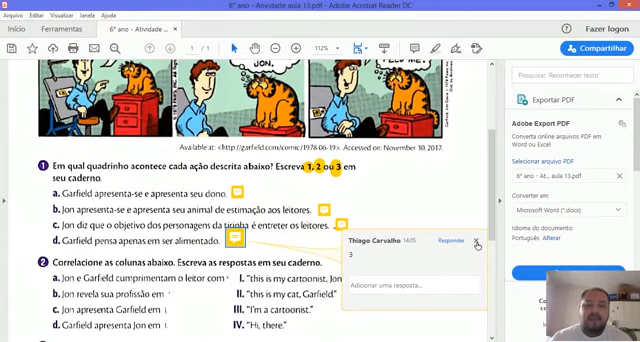 6º ano - Atividade aula 13.pdf - Adobe Acrobat Reader DC
Arquivo Editar Visualizar Janela Ajuda
Início Ferramentas 6º ano - Atividade a... × Fazer logon
1 / 1 112% Compartilhar
JON.
FEED ME!
Available at: <http://garfield.com/comic/1978-06-19>. Accessed on: November 30, 2017.
1 Em qual quadrinho acontece cada ação descrita abaixo? Escreva 1, 2 ou 3 em
seu caderno.
a. Garfield apresenta-se e apresenta seu dono.
b. Jon apresenta-se e apresenta seu animal de estimação aos leitores.
c. Jon diz que o objetivo dos personagens da tirinha é entreter os leitores.
d. Garfield pensa apenas em ser alimentado.
Thiago Carvalho 14:05 Responder
3
Adicionar uma resposta...
2 Correlacione as colunas abaixo. Escreva as respostas em seu caderno.
a. Jon e Garfield cumprimentam o leitor com I. "this is my cartoonist, Jon
b. Jon revela sua profissão em II. "this is my cat, Garfield."
c. Jon apresenta Garfield em III. "I'm a cartoonist."
d. Garfield apresenta Jon em IV. "Hi, there."
Pesquisar 'Reconhecer texto'
Exportar PDF
Adobe Export PDF
Converta online arquivos PDF em
Word ou Excel
Selecionar arquivo PDF
6º ano - At... aula 13.pdf ×
Converter em
Microsoft Word (*.docx)
Idioma do documento:
Português Alterar